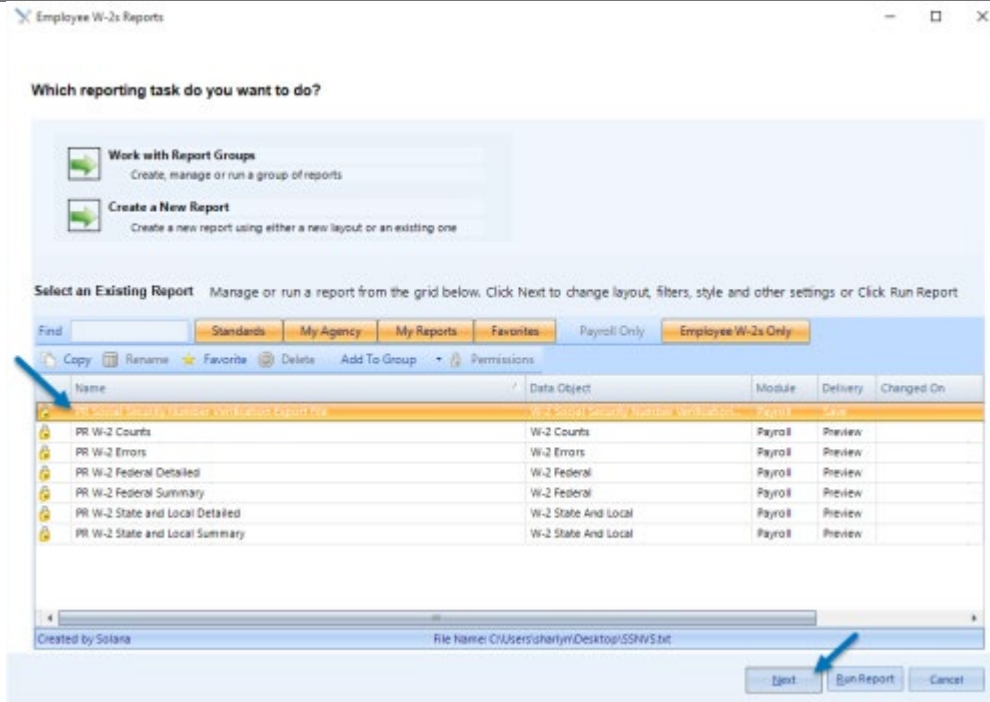 Employee W-2s Reports
Which reporting task do you want to do?
Work with Report Groups
Create, manage or run a group of reports
Create a New Report
Create a new report using either a new layout or an existing one
Select an Existing Report Manage or run a report from the grid below. Click Next to change layout, filters, style and other settings or Click Run Report
Find Standards My Agency My Reports Favorites Payroll Only Employee W-2s Only
Copy Rename Favorite Delete Add To Group Permissions
Name Data Object Module Delivery Changed On
PR Social Security Number Verification Export File W-2 Social Security Number Verification... Payroll Save
PR W-2 Counts W-2 Counts Payroll Preview
PR W-2 Errors W-2 Errors Payroll Preview
PR W-2 Federal Detailed W-2 Federal Payroll Preview
PR W-2 Federal Summary W-2 Federal Payroll Preview
PR W-2 State and Local Detailed W-2 State And Local Payroll Preview
PR W-2 State and Local Summary W-2 State And Local Payroll Preview
Created by Solana File Name: C:\Users\sharlyn\Desktop\SSNVS.txt
Next Run Report Cancel